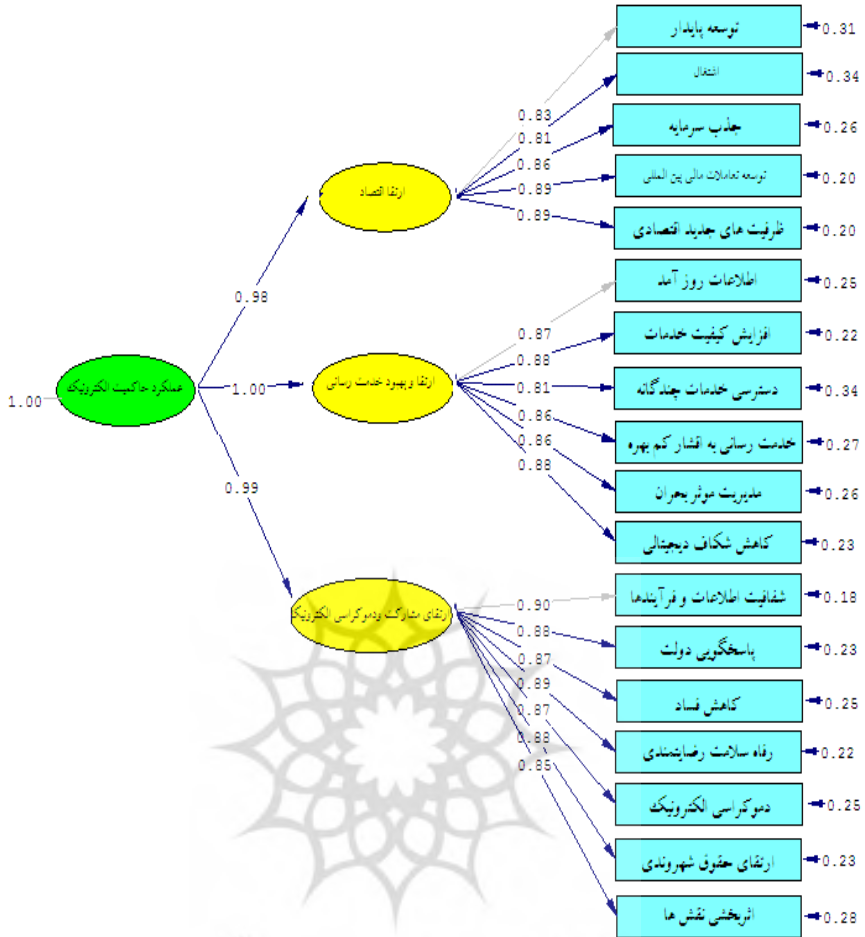 توسعه پایدار
0.31
اشتغال
0.34
0.83
0.81
جذب سرمایه
0.26
0.86
توسعه تعاملات مالی بین المللی
0.20
0.89
ارتقا اقتصاد
0.89
ظرفیت های جدید اقتصادی
0.20
اطلاعات روز آمد
0.25
0.98
0.87
افزایش کیفیت خدمات
0.22
0.88
عملکرد حاکمیت الکترونیک
1.00
1.00
ارتقا و بهبود خدمت رسانی
0.81
دسترسی خدمات چندگانه
0.34
0.86
خدمت رسانی به اقشار کم بهره
0.27
0.86
0.88
مدیریت موثر بحران
0.26
0.99
کاهش شکاف دیجیتالی
0.23
شفافیت اطلاعات و فرآیندها
0.18
0.90
رتقای مشارکت ودموکراسی الکترونیک
0.88
پاسخگویی دولت
0.23
0.87
0.89
کاهش فساد
0.25
0.87
0.88
رفاه سلامت رضایتمندی
0.22
0.85
دموکراسی الکترونیک
0.25
ارتقای حقوق شهروندی
0.23
اثربخشی نقش ها
0.28